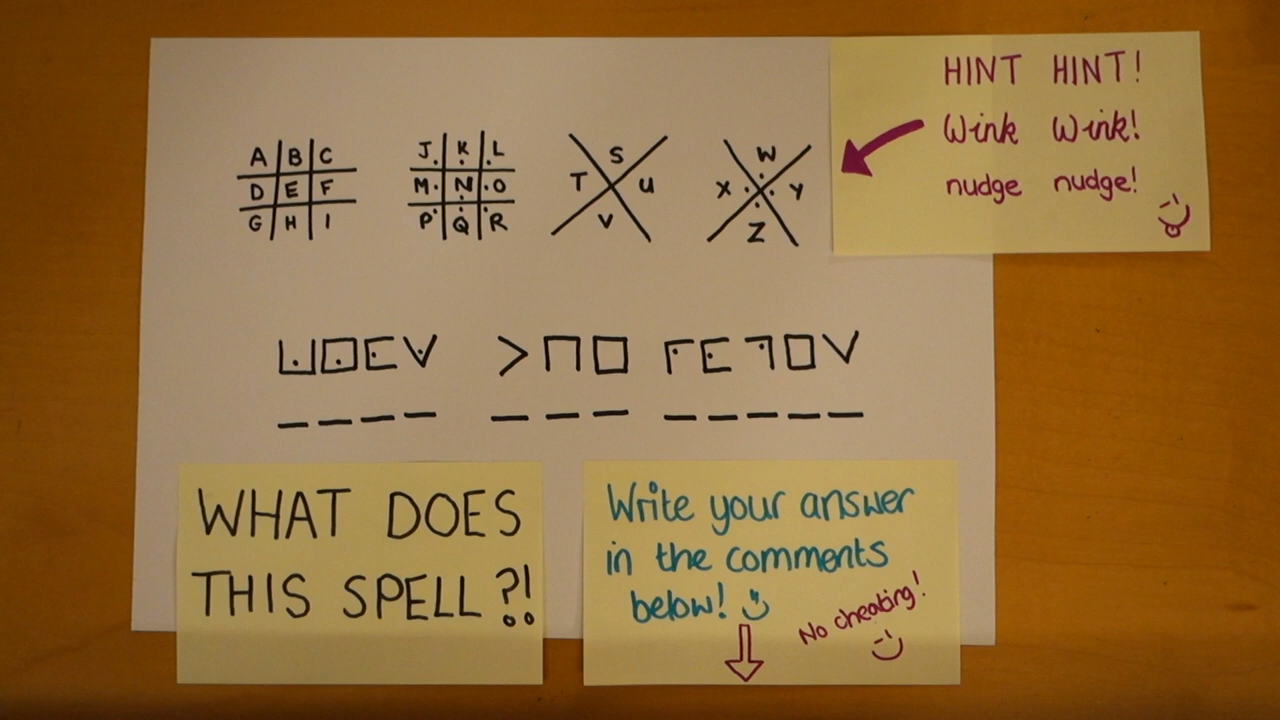 HINT HINT!
Wink Wink!
nudge nudge!
A B C
D E F
G H I
J K L
M N O
P Q R
S
T U
V
W
X Y
Z
WHAT DOES
THIS SPELL?!
Write your answer
in the comments
below!
No cheating!